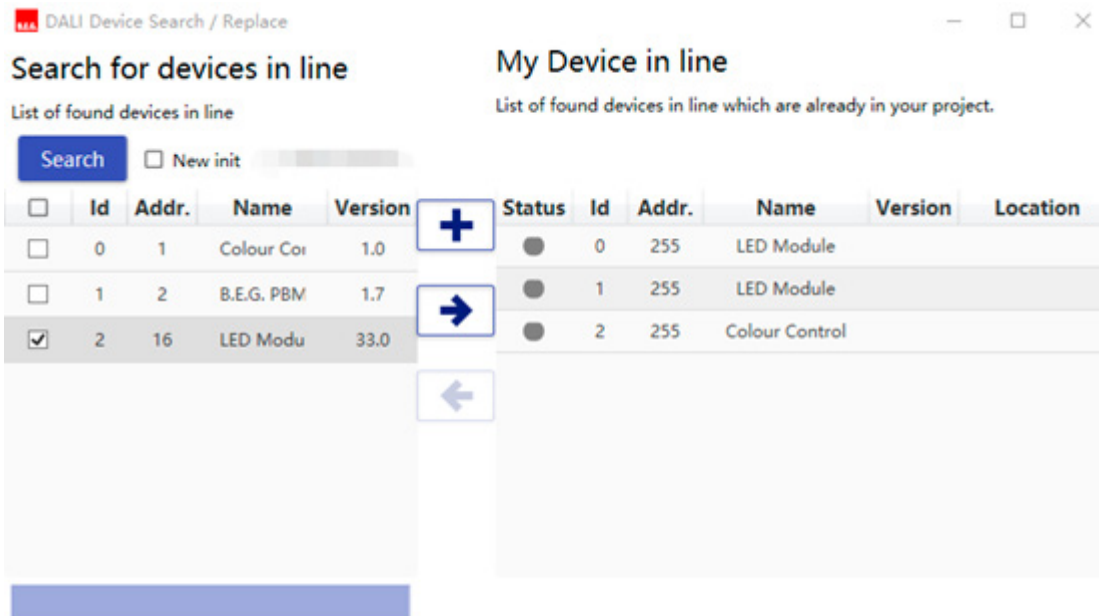 B.E.G. DALI Device Search / Replace
Search for devices in line
List of found devices in line
Search New init
Id Addr. Name Version
0 1 Colour Cor 1.0
1 2 B.E.G. PBM 1.7
2 16 LED Modu 33.0
My Device in line
List of found devices in line which are already in your project.
Status Id Addr. Name Version Location
0 255 LED Module
1 255 LED Module
2 255 Colour Control